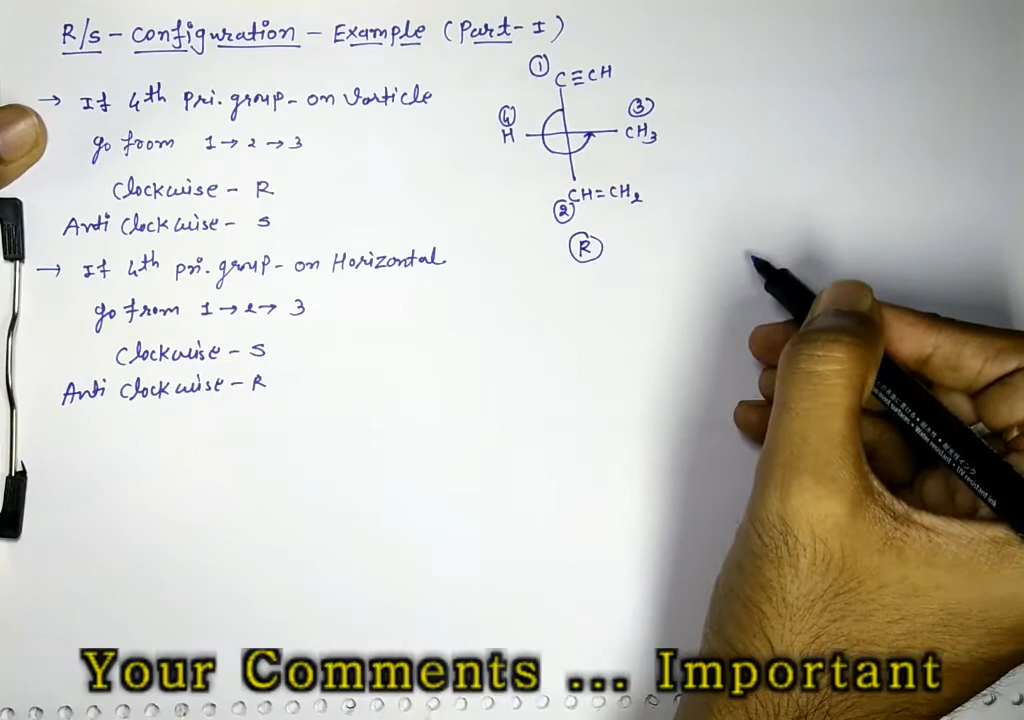 R/S - configuration - Example (Part-I)
→ If 4th pri. group - on Varticle
go from 1 → 2 → 3
Clockwise - R
Anti Clockwise - S
→ If 4th pri. group - on Horizontal
go from 1 → 2 → 3
Clockwise - S
Anti Clockwise - R
① C≡CH
④ ③
H CH3
CH=CH2
②
Ⓡ
Your Comments ... Important